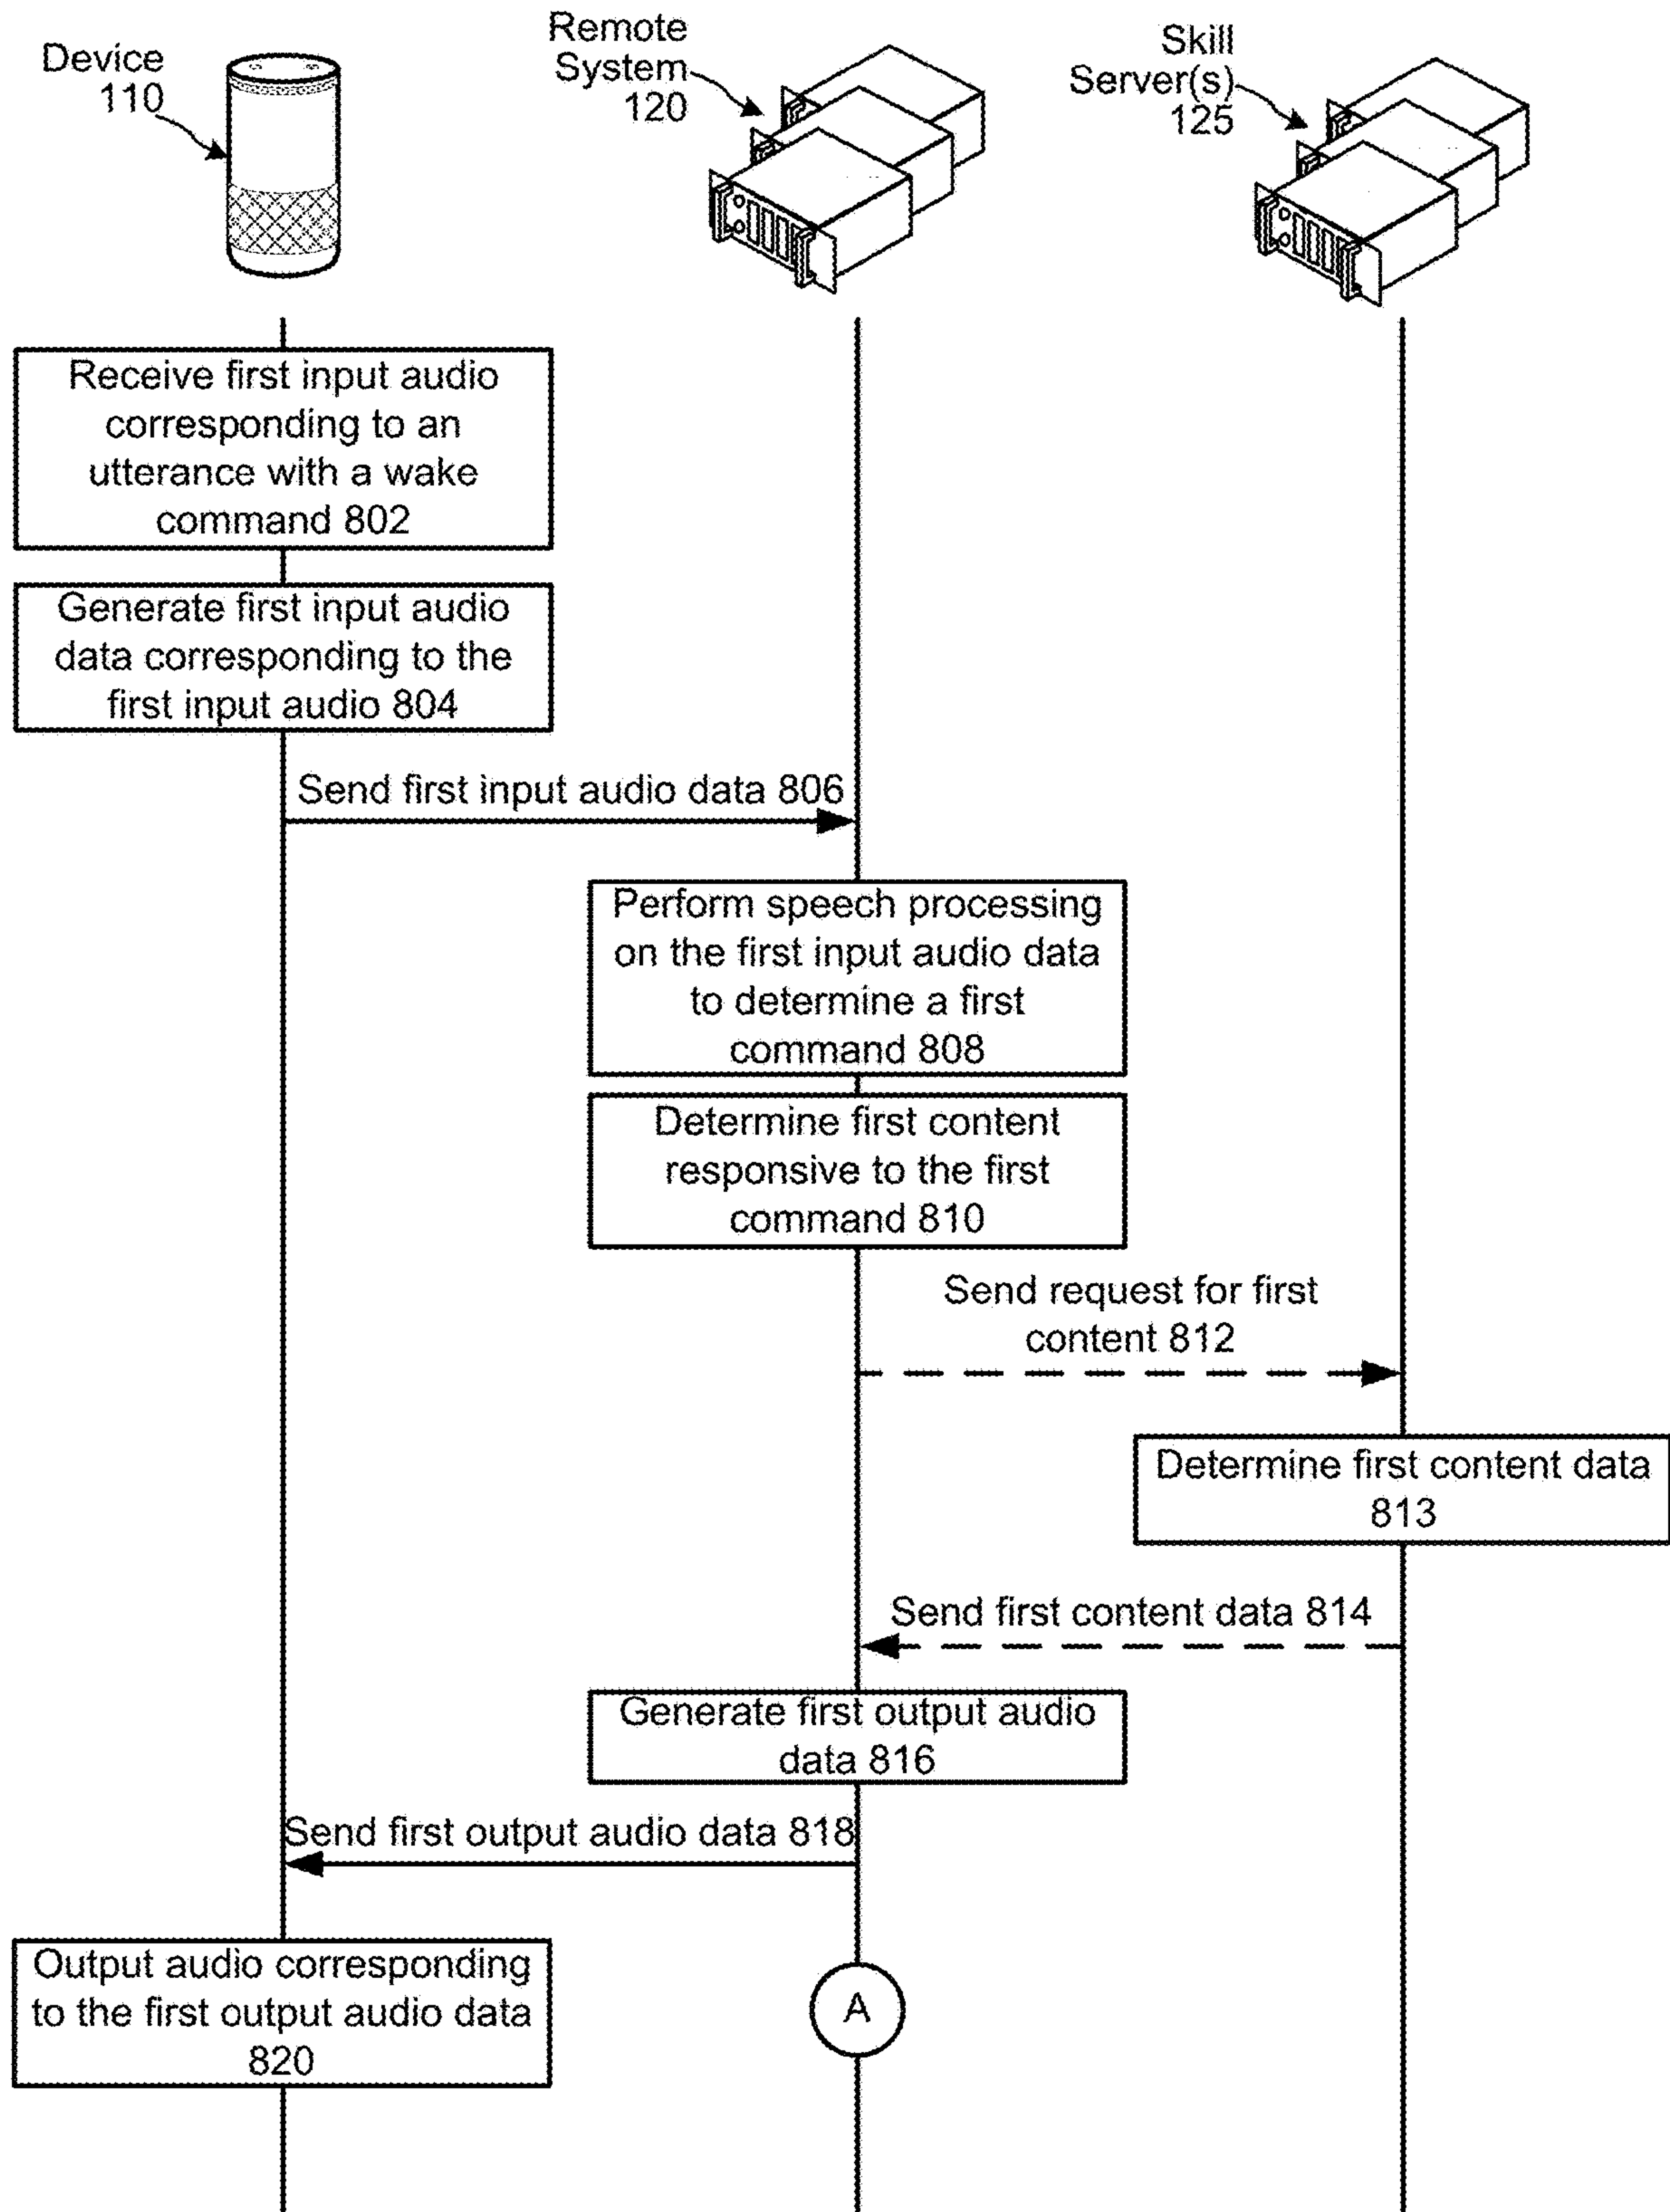 Device
110
Remote
System
120
Skill
Server(s)
125
Receive first input audio
corresponding to an
utterance with a wake
command 802
Generate first input audio
data corresponding to the
first input audio 804
Send first input audio data 806
Perform speech processing
on the first input audio data
to determine a first
command 808
Determine first content
responsive to the first
command 810
Send request for first
content 812
Determine first content data
813
Send first content data 814
Generate first output audio
data 816
Send first output audio data 818
Output audio corresponding
to the first output audio data
820
A